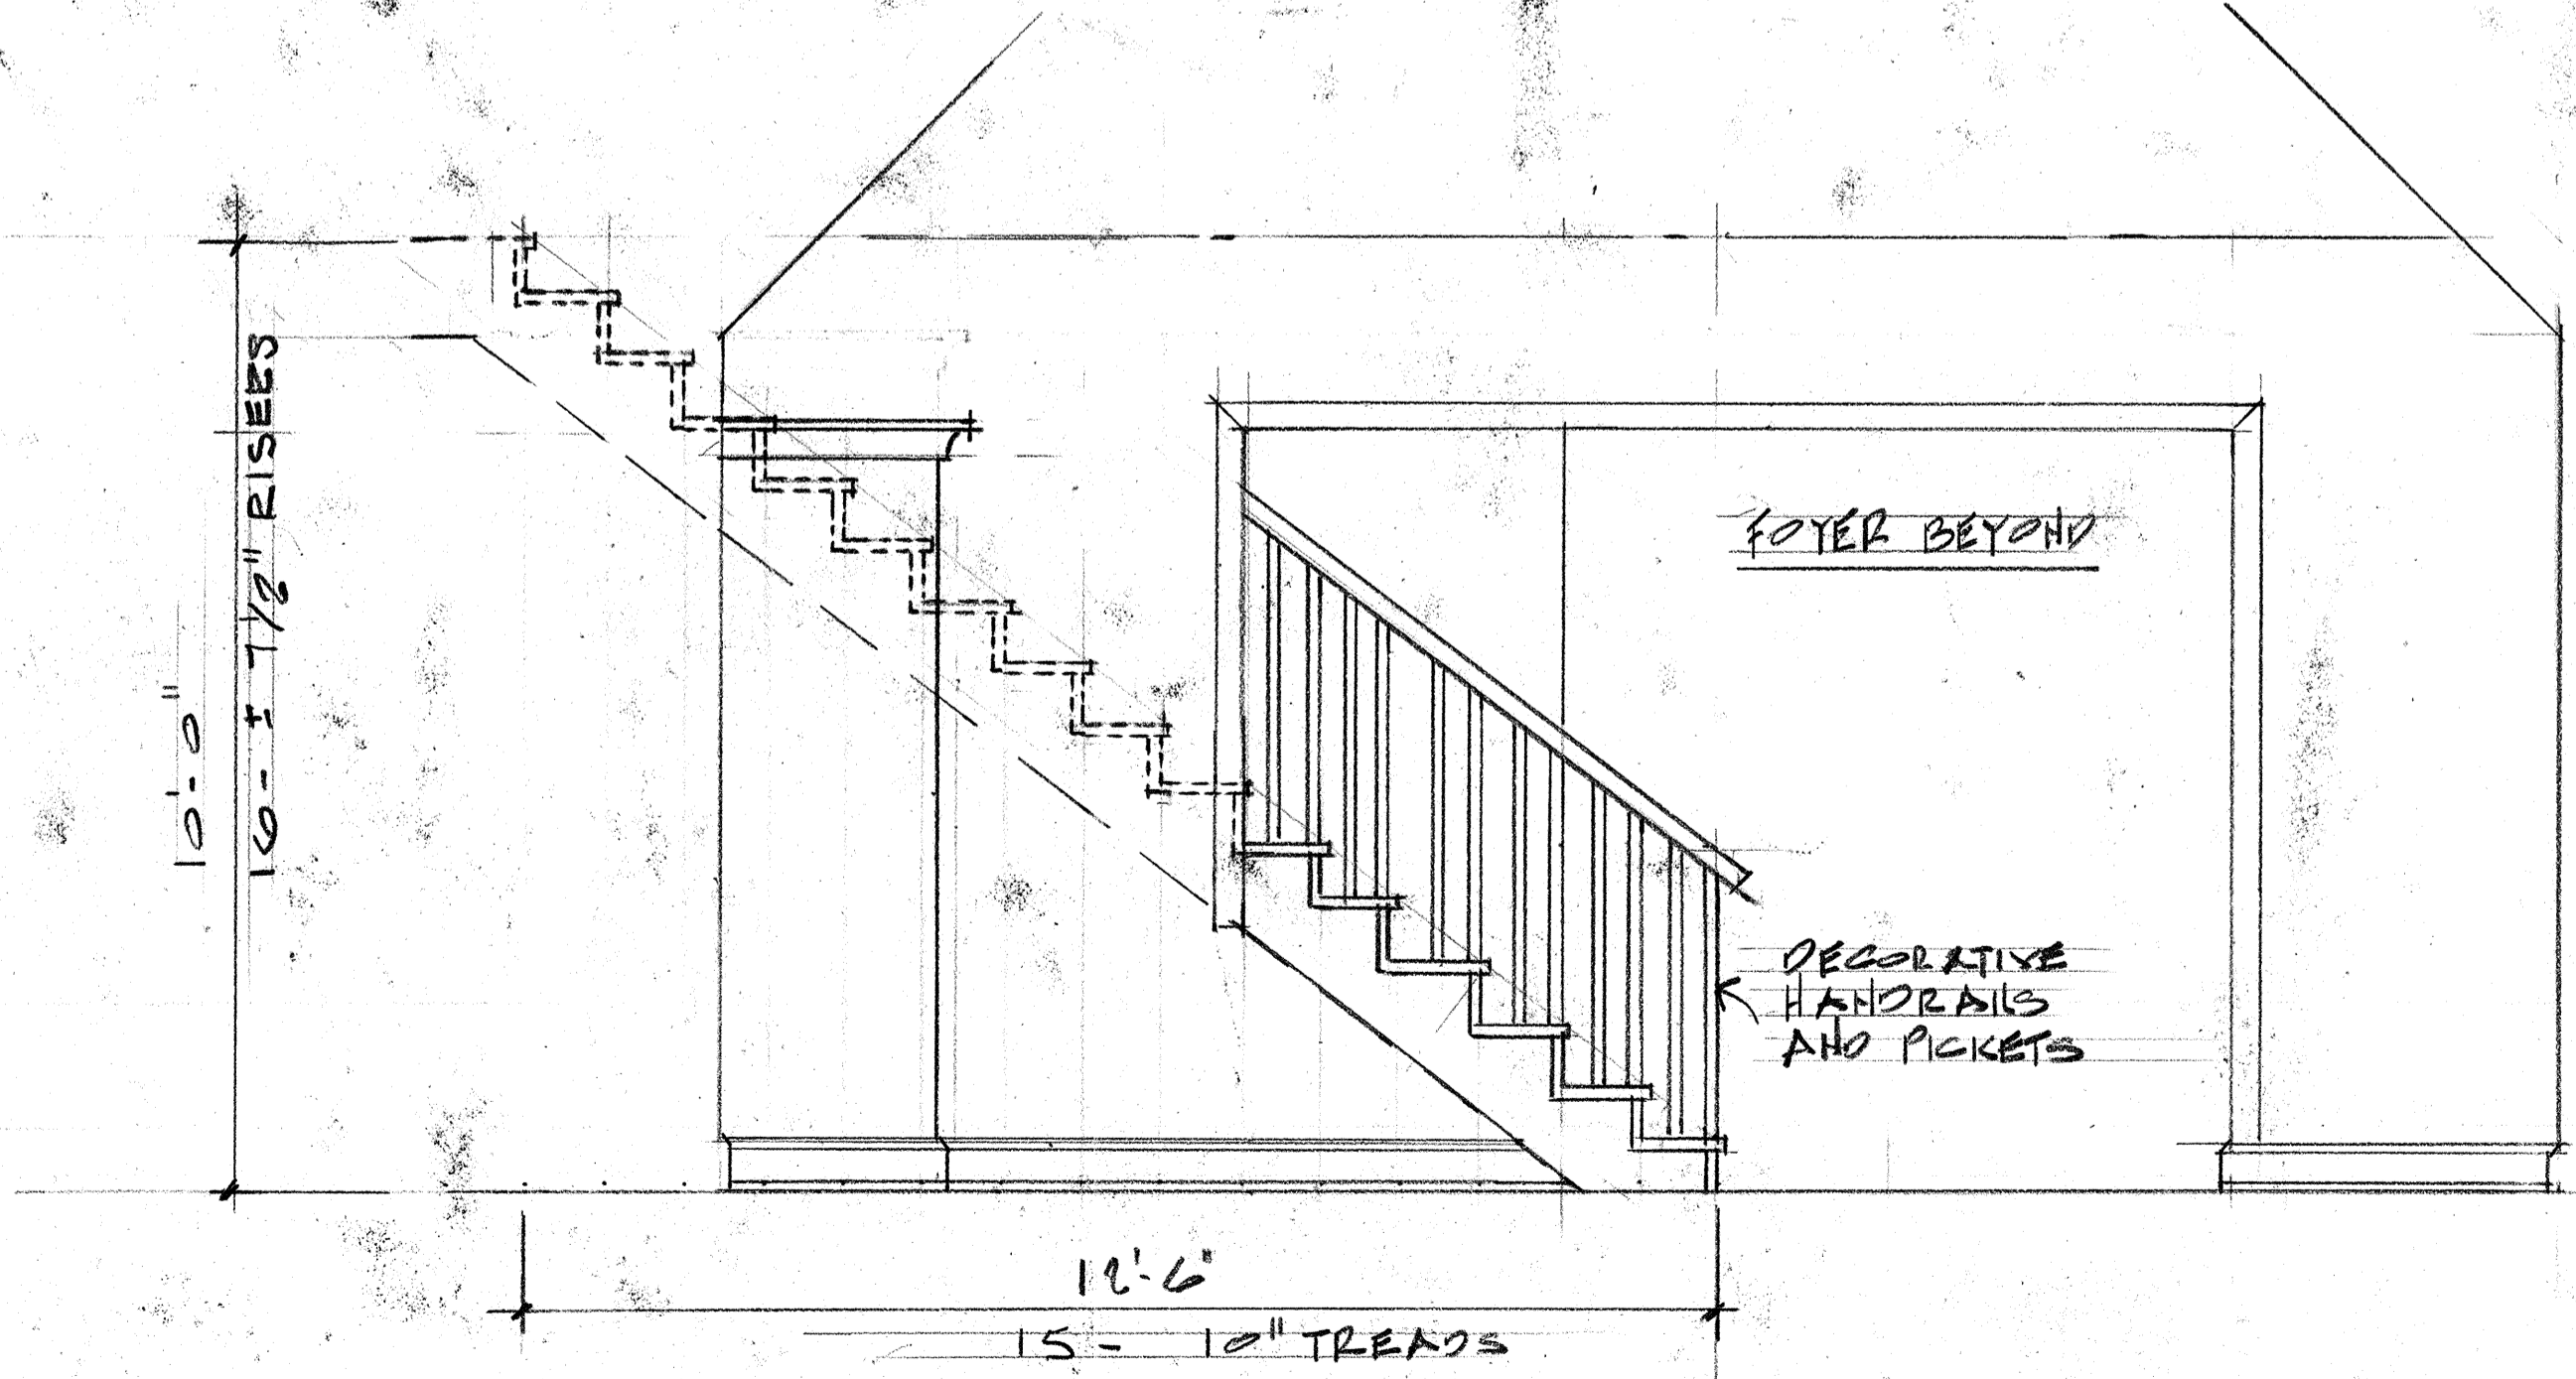 10'-0"
16 - ± 7 1/2" RISERS
FOYER BEYOND
DECORATIVE
HANDRAILS
AND PICKETS
12'-6"
15 - 10" TREADS